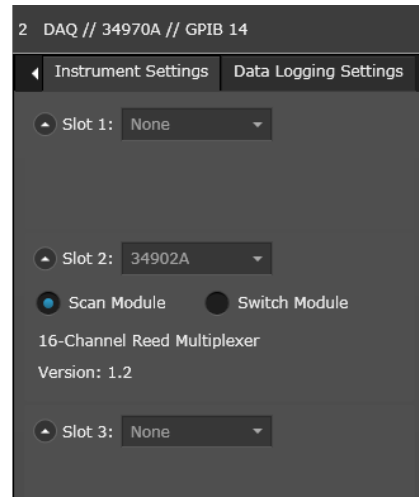 2 DAQ // 34970A // GPIB 14
Instrument Settings Data Logging Settings
Slot 1: None
Slot 2: 34902A
Scan Module Switch Module
16-Channel Reed Multiplexer
Version: 1.2
Slot 3: None